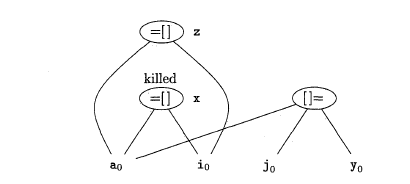 =[] z
killed
=[] x []=
a0 i0 j0 y0